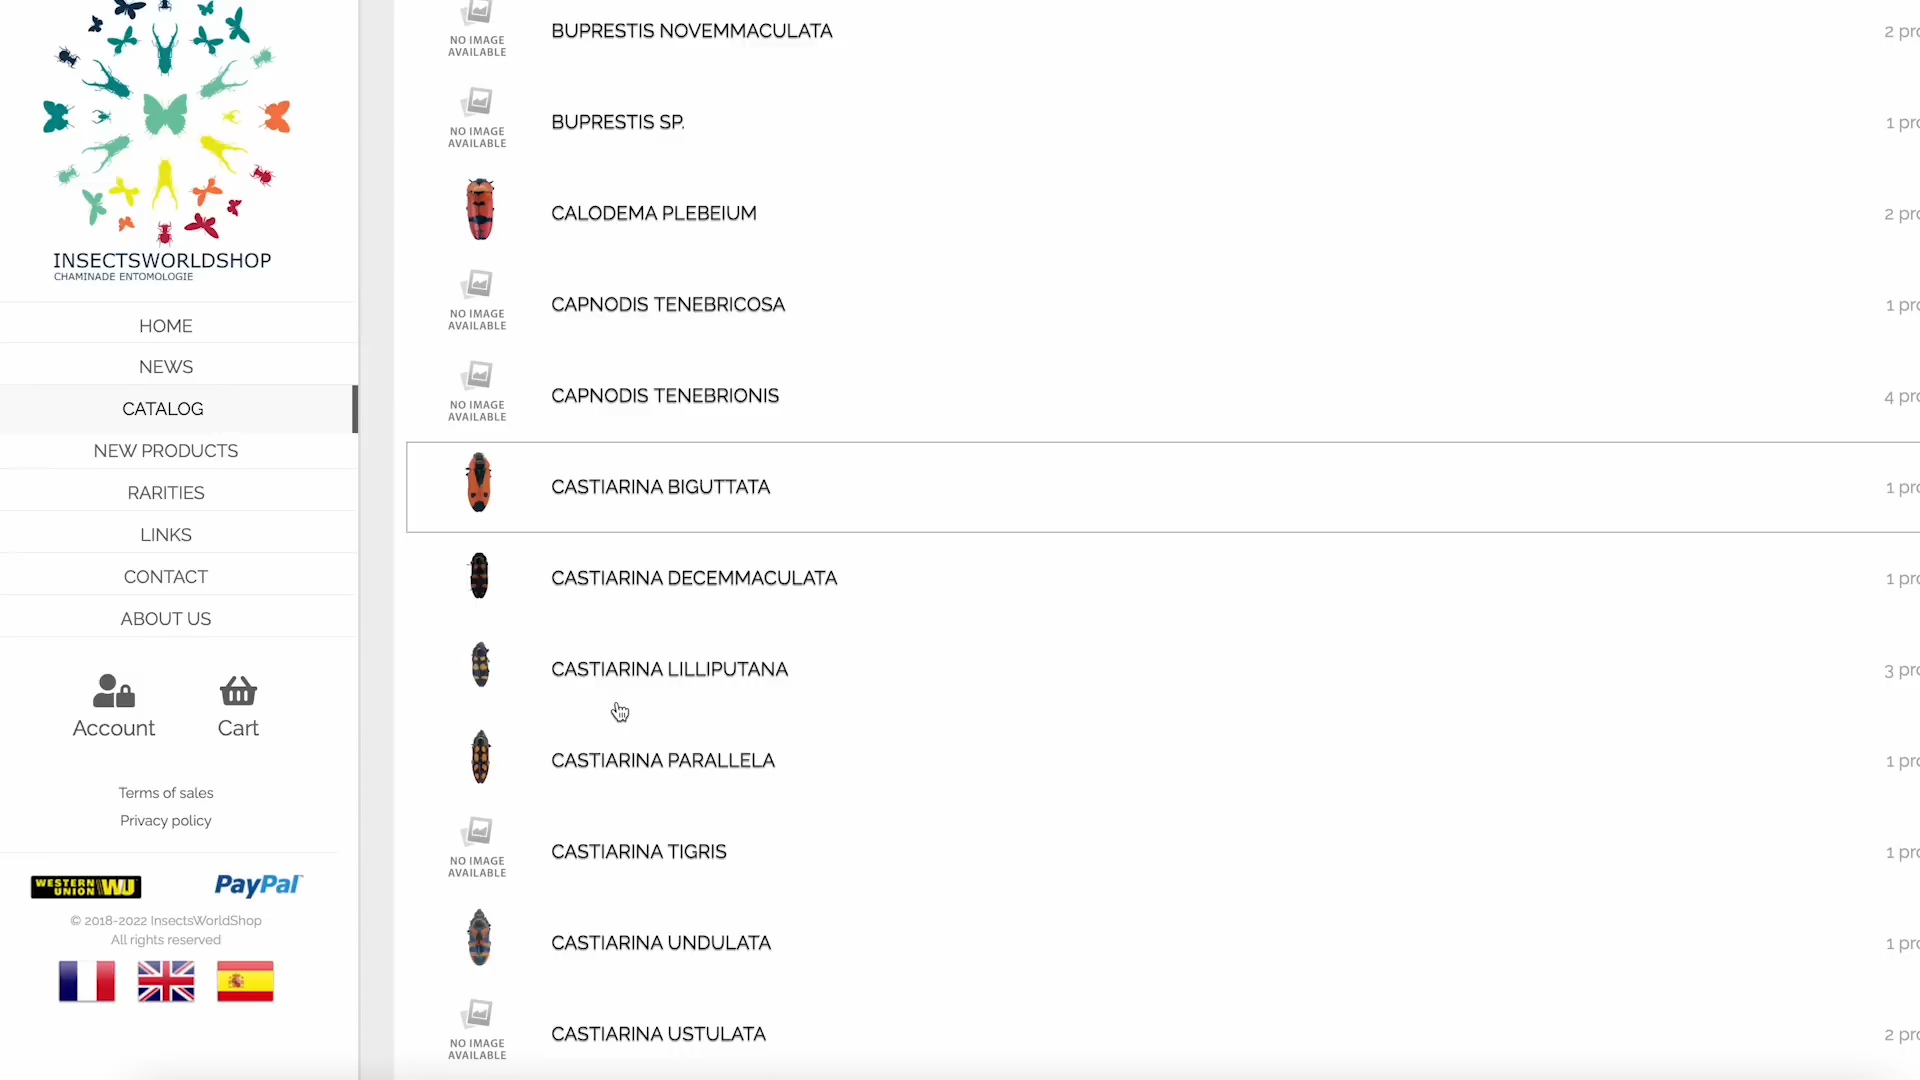 INSECTSWORLDSHOP
CHAMINADE ENTOMOLOGIE
HOME
NEWS
CATALOG
NEW PRODUCTS
RARITIES
LINKS
CONTACT
ABOUT US
Account Cart
Terms of sales
Privacy policy
WESTERN UNION WU PayPal
© 2018-2022 InsectsWorldShop
All rights reserved
NO IMAGE AVAILABLE
BUPRESTIS NOVEMMACULATA 2 pro
NO IMAGE AVAILABLE
BUPRESTIS SP. 1 pro
CALODEMA PLEBEIUM 2 pro
NO IMAGE AVAILABLE
CAPNODIS TENEBRICOSA 1 pro
NO IMAGE AVAILABLE
CAPNODIS TENEBRIONIS 4 pro
CASTIARINA BIGUTTATA 1 pro
CASTIARINA DECEMMACULATA 1 pro
CASTIARINA LILLIPUTANA 3 pro
CASTIARINA PARALLELA 1 pro
NO IMAGE AVAILABLE
CASTIARINA TIGRIS 1 pro
CASTIARINA UNDULATA 1 pro
NO IMAGE AVAILABLE
CASTIARINA USTULATA 2 pro